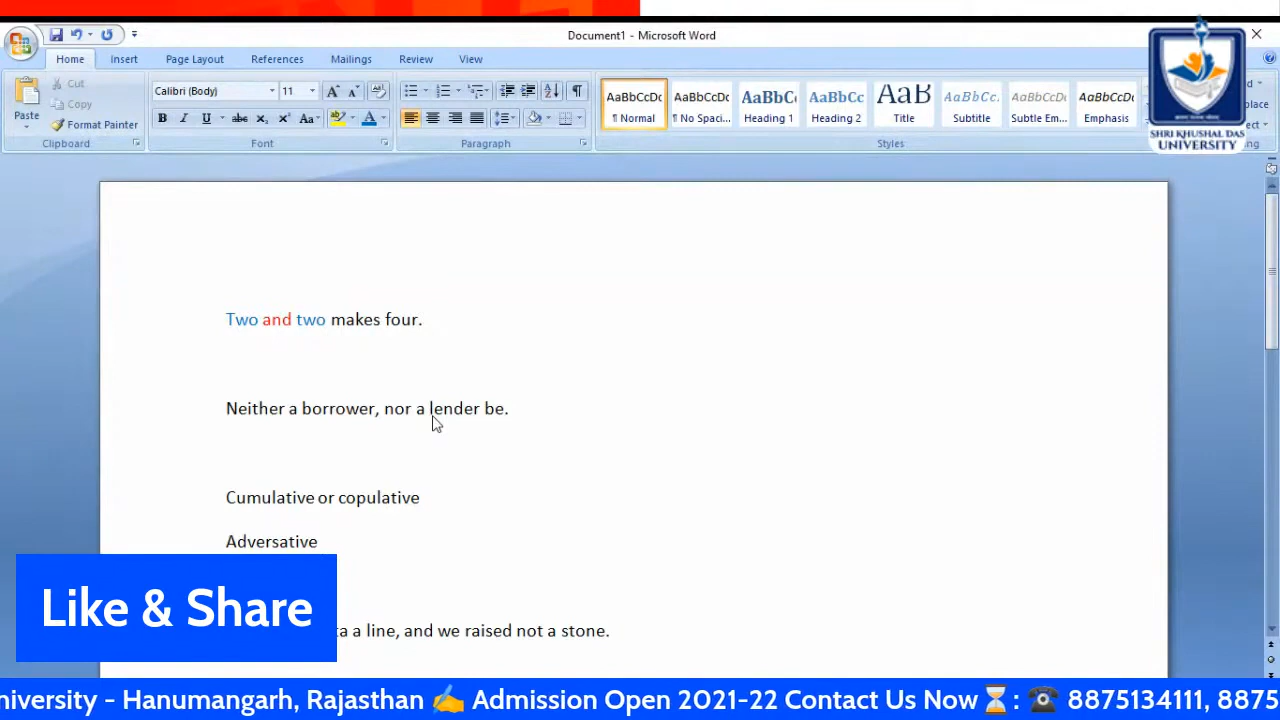 Document1 - Microsoft Word
Home Insert Page Layout References Mailings Review View
Paste
Cut
Copy
Format Painter
Clipboard
Calibri (Body) 11
B I U abc X₂ X² Aa
Font
Paragraph
AaBbCcDc AaBbCcDc AaBbC AaBbCc AaB AaBbCc. AaBbCcDc AaBbCcDc
¶ Normal ¶ No Spaci... Heading 1 Heading 2 Title Subtitle Subtle Em... Emphasis
Styles
SHRI KHUSHAL DAS
UNIVERSITY
Two and two makes four.
Neither a borrower, nor a lender be.
Cumulative or copulative
Adversative
a line, and we raised not a stone.
Like & Share
niversity - Hanumangarh, Rajasthan ✍ Admission Open 2021-22 Contact Us Now⏳: ☎ 8875134111, 8875